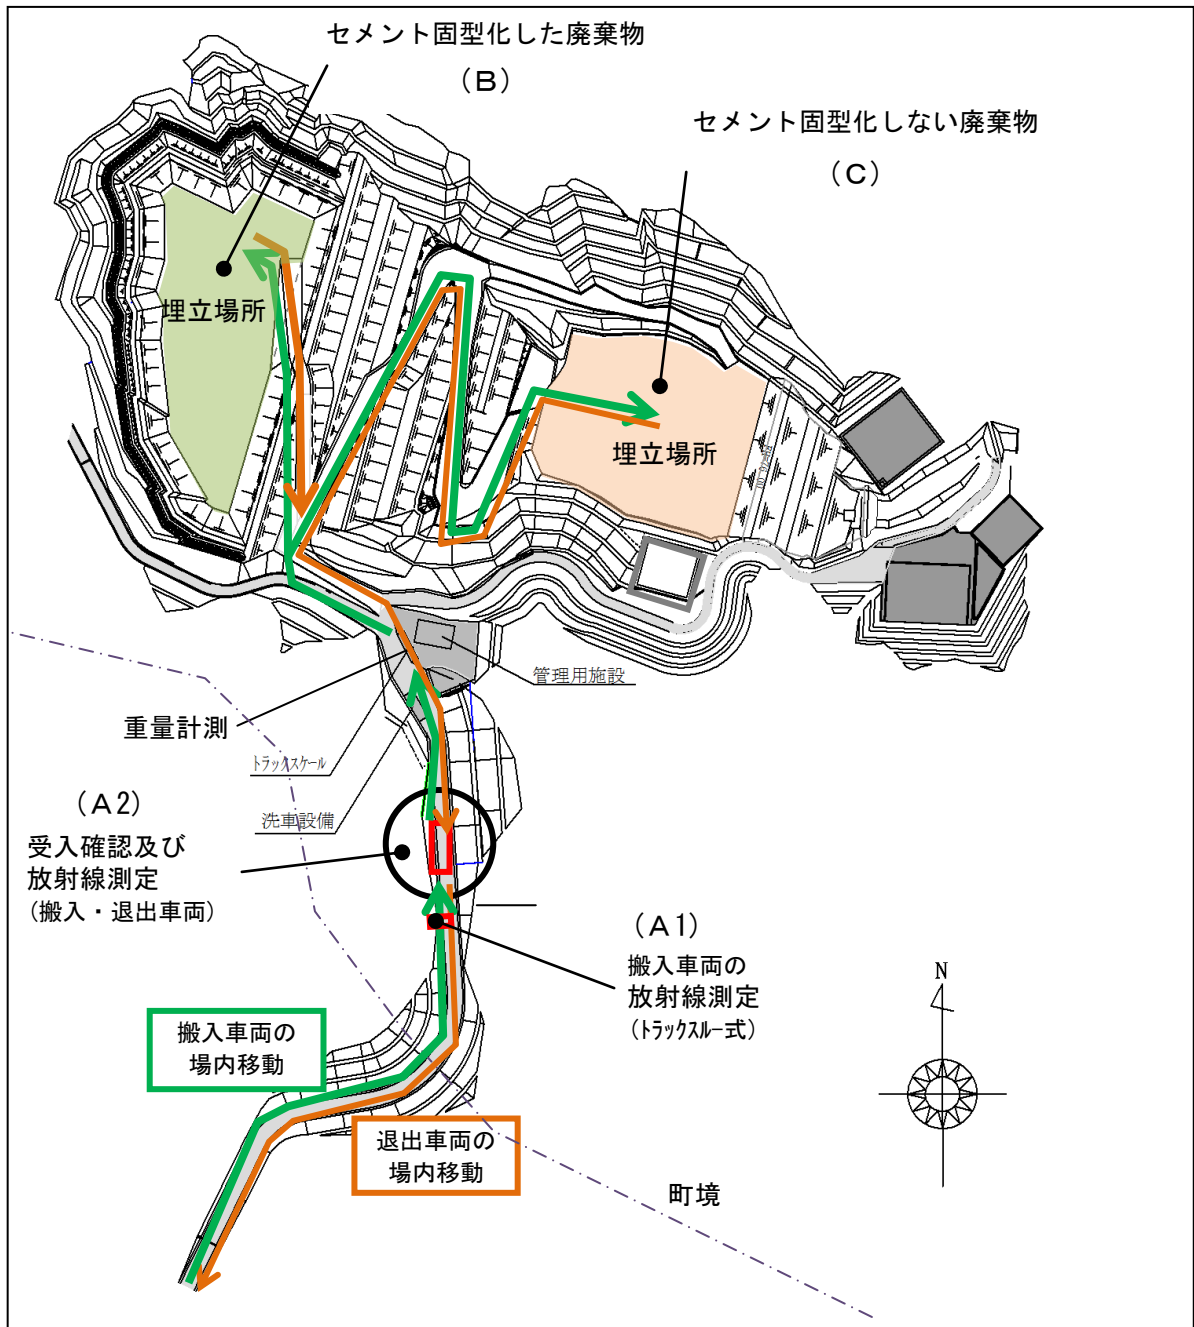 セメント固型化した廃棄物
(B)
セメント固型化しない廃棄物
(C)
埋立場所
埋立場所
管理用施設
重量計測
トラックスケール
洗車設備
(A2)
受入確認及び
放射線測定
(搬入・退出車両)
(A1)
搬入車両の
放射線測定
(トラックスルー式)
N
搬入車両の
場内移動
退出車両の
場内移動
町境